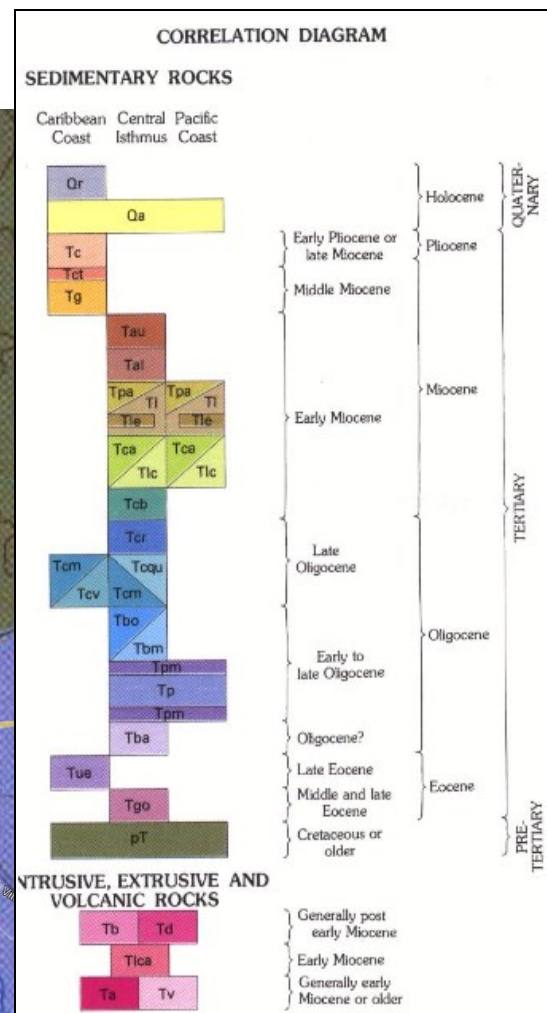 CORRELATION DIAGRAM
SEDIMENTARY ROCKS
Caribbean Central Pacific
Coast Isthmus Coast
Qr
Qa
Holocene
QUATER-
NARY
Tc
Early Pliocene or
late Miocene
Pliocene
Tct
Tg
Middle Miocene
Tau
Tal
Tpa
Tl
Tpa
Tl
Tle
Tle
Early Miocene
Miocene
Tca
Tlc
Tca
Tlc
Tcb
TERTIARY
Tcr
Late
Oligocene
Tcm
Tcv
Tcqu
Tcm
Tbo
Tbm
Oligocene
Early to
late Oligocene
Tpm
Tp
Tpm
Tba
Oligocene?
Tue
Late Eocene
Eocene
Tgo
Middle and late
Eocene
pT
Cretaceous or
older
PRE-
TERTIARY
NTRUSIVE, EXTRUSIVE AND
VOLCANIC ROCKS
Tb
Td
Generally post
early Miocene
Tlca
Early Miocene
Ta
Tv
Generally early
Miocene or older